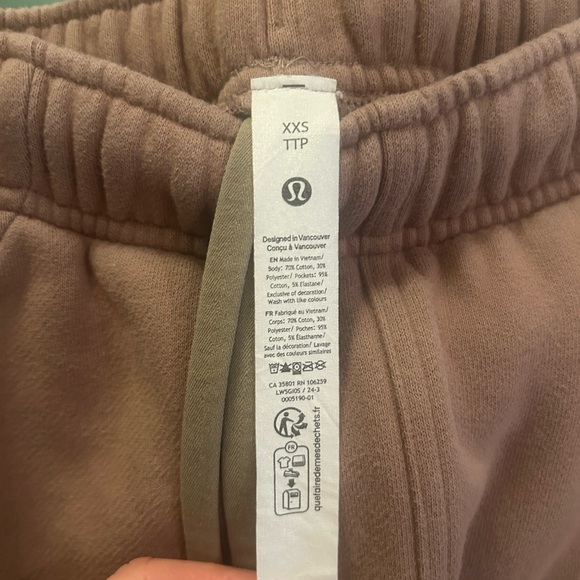 XXS
TTP
Designed in Vancouver
Conçu à Vancouver
EN Made in Vietnam/
Body: 70% Cotton, 30%
Polyester/ Pockets: 95%
Cotton, 5% Elastane/
Exclusive of decoration/
Wash with like colours
FR Fabriqué au Vietnam/
Corps: 70% Coton, 30%
Polyester/ Poches: 95%
Coton, 5% Élasthanne/
Sauf la décoration/ Lavage
avec des couleurs similaires
CA 35801 RN 106259
LW5GI0S / 24-3
0005190-01
FR
quefairedemesdechets.fr